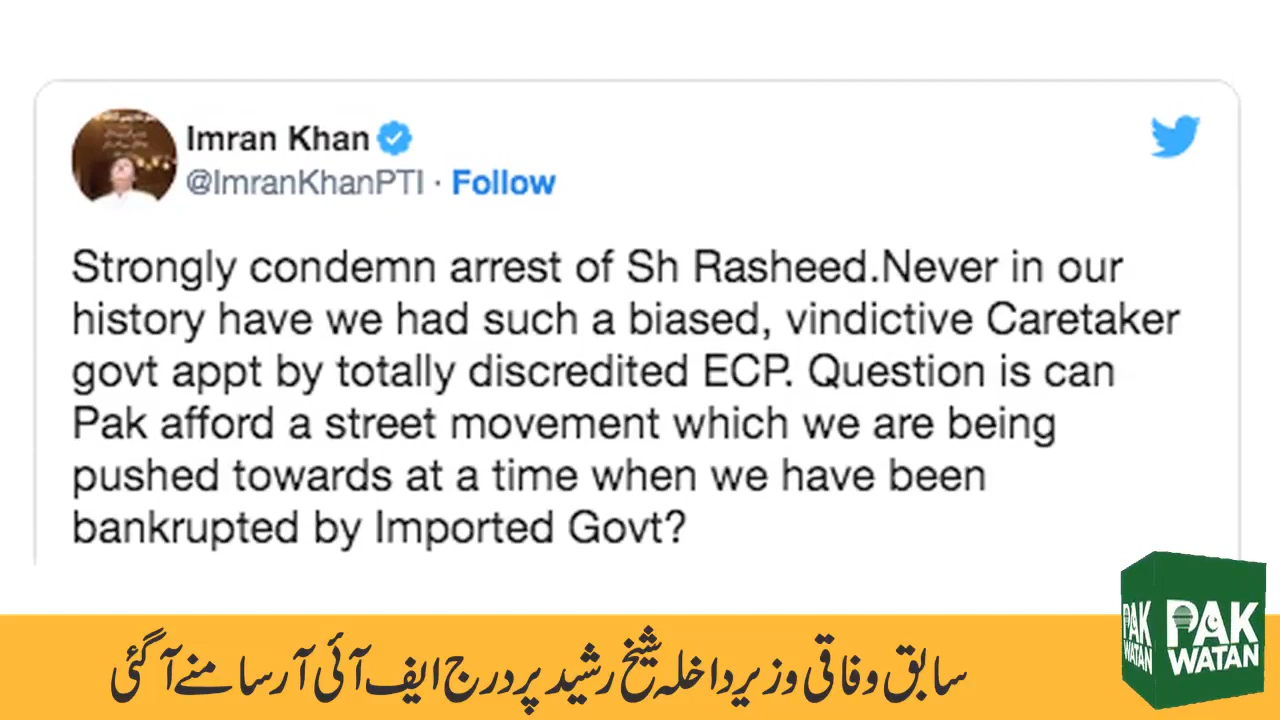 Imran Khan
@ImranKhanPTI · Follow
Strongly condemn arrest of Sh Rasheed.Never in our
history have we had such a biased, vindictive Caretaker
govt appt by totally discredited ECP. Question is can
Pak afford a street movement which we are being
pushed towards at a time when we have been
bankrupted by Imported Govt?
PAK
WATAN
PAK
WATAN
سابق وفاقی وزیر داخلہ شیخ رشید پر درج ایف آئی آر سامنے آ گئی